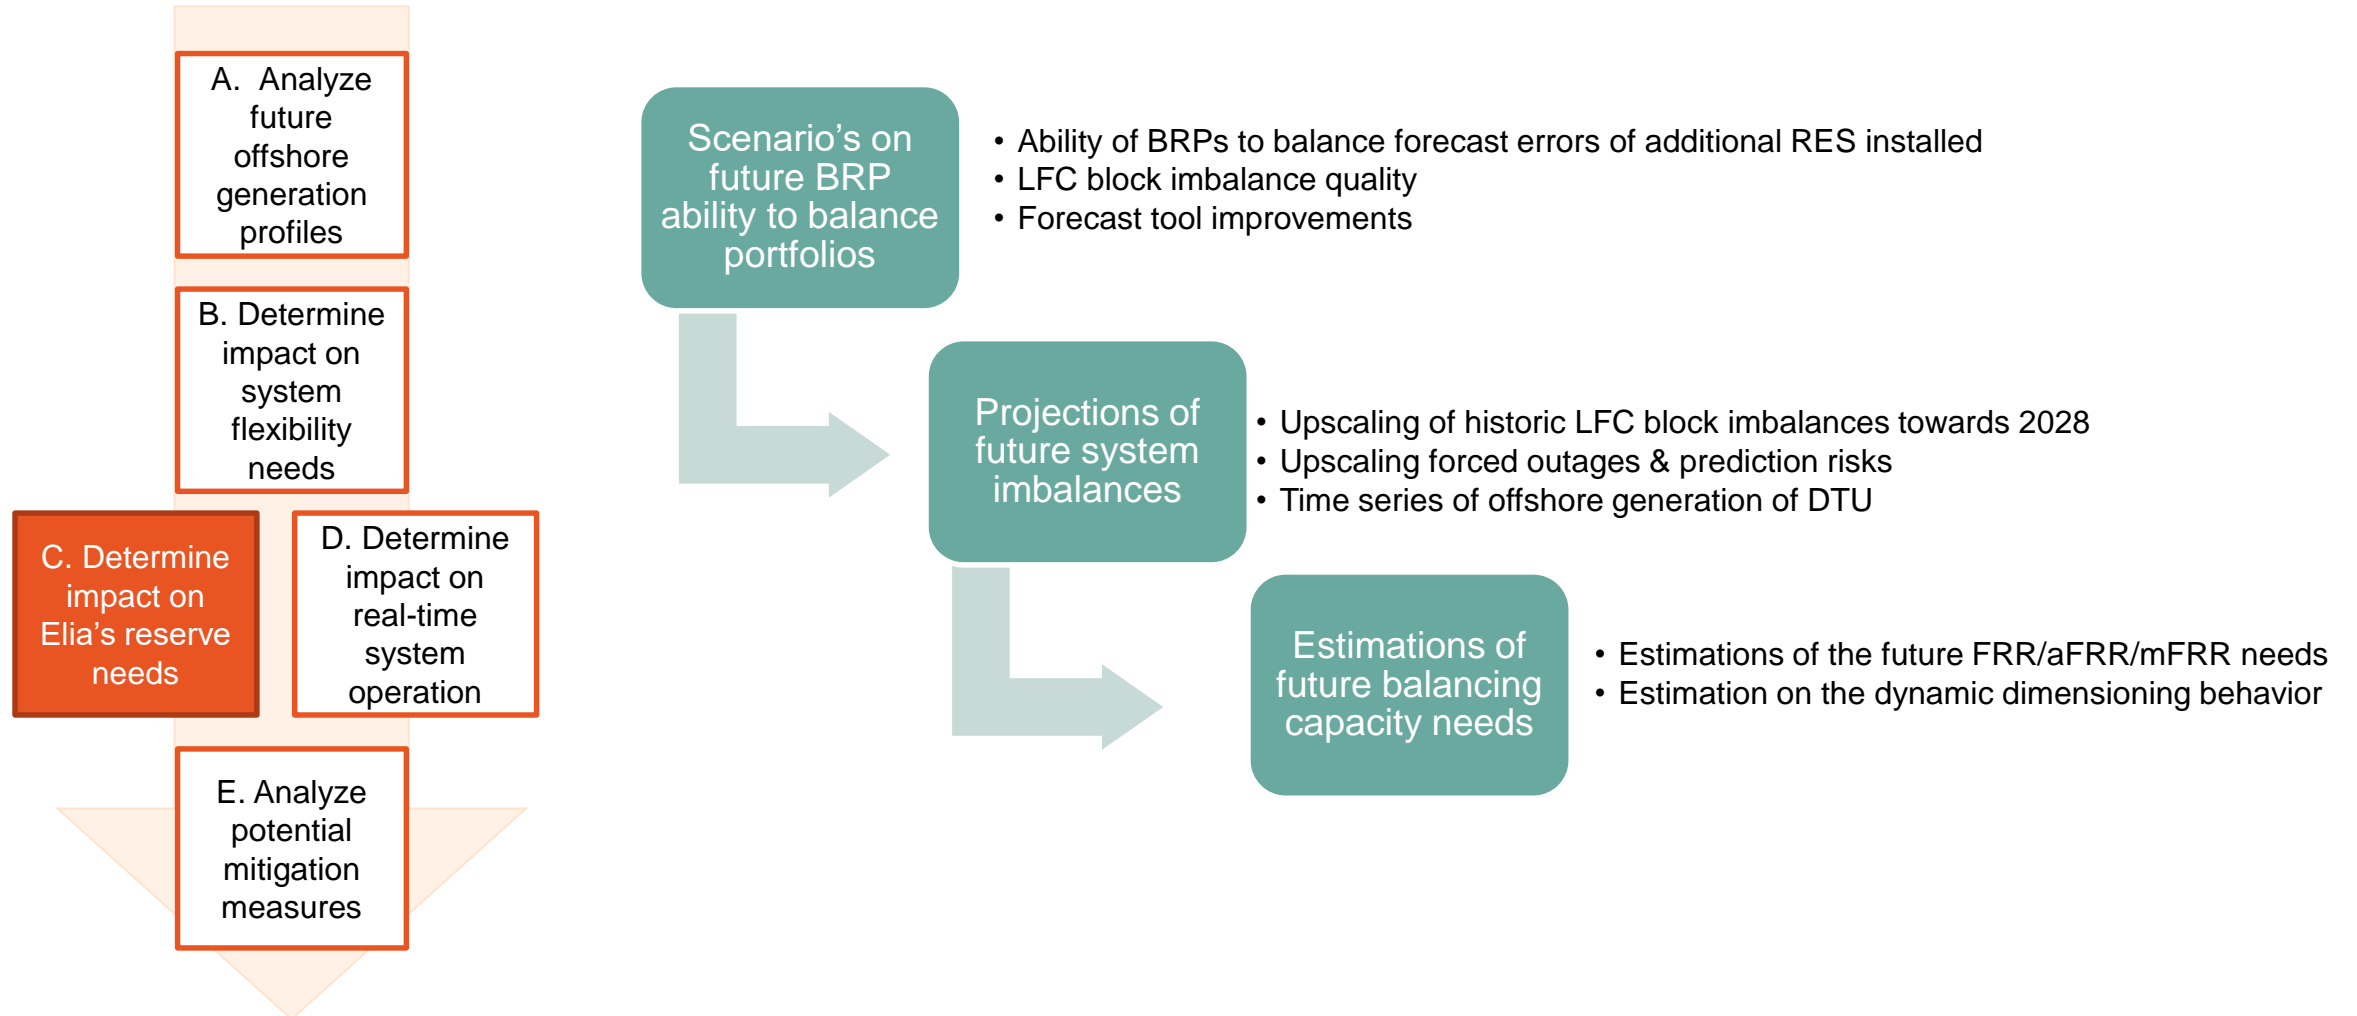 A.  Analyze
future
offshore
generation
profiles
B. Determine
impact on
system
flexibility
needs
C. Determine
impact on
Elia’s reserve
needs
D. Determine
impact on
real-time
system
operation
E. Analyze
potential
mitigation
measures
Scenario’s on
future BRP
ability to balance
portfolios
• Ability of BRPs to balance forecast errors of additional RES installed
• LFC block imbalance quality
• Forecast tool improvements
Projections of
future system
imbalances
• Upscaling of historic LFC block imbalances towards 2028
• Upscaling forced outages & prediction risks
• Time series of offshore generation of DTU
Estimations of
future balancing
capacity needs
• Estimations of the future FRR/aFRR/mFRR needs
• Estimation on the dynamic dimensioning behavior